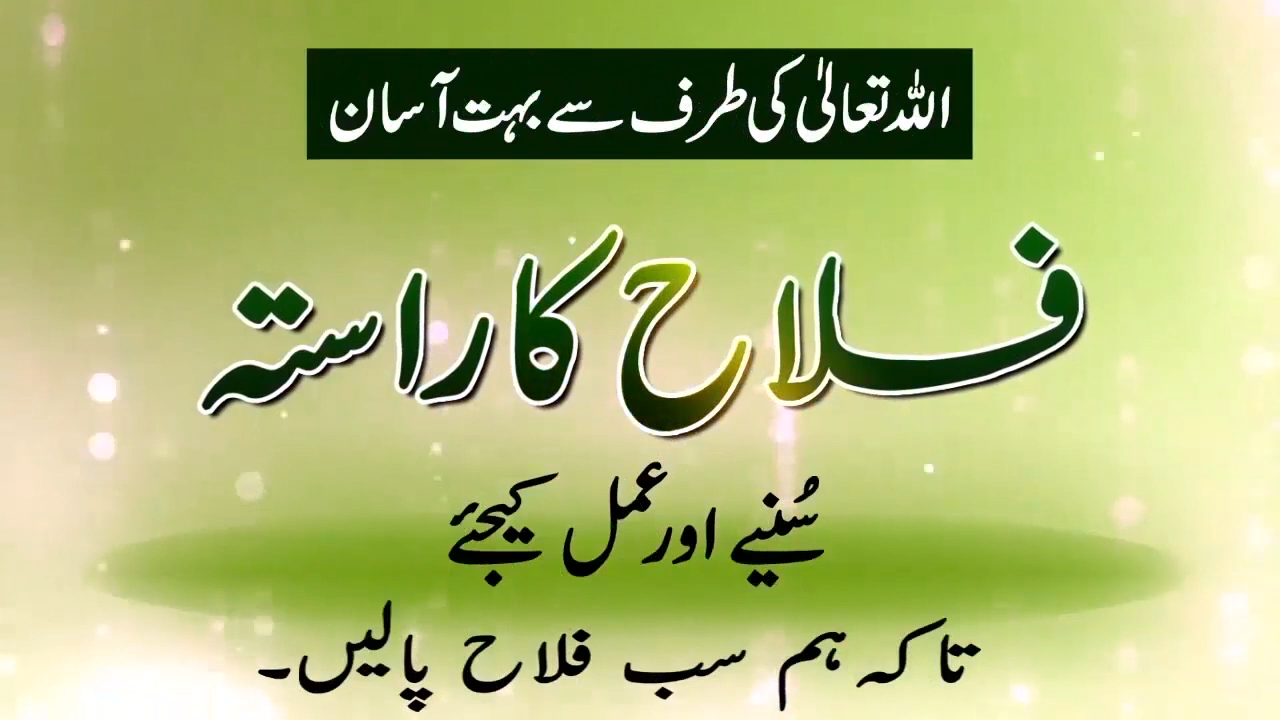 اللہ تعالیٰ کی طرف سے بہت آسان
فلاح کا راستہ
سُنیے اور عمل کیجئے
تاکہ ہم سب فلاح پالیں۔